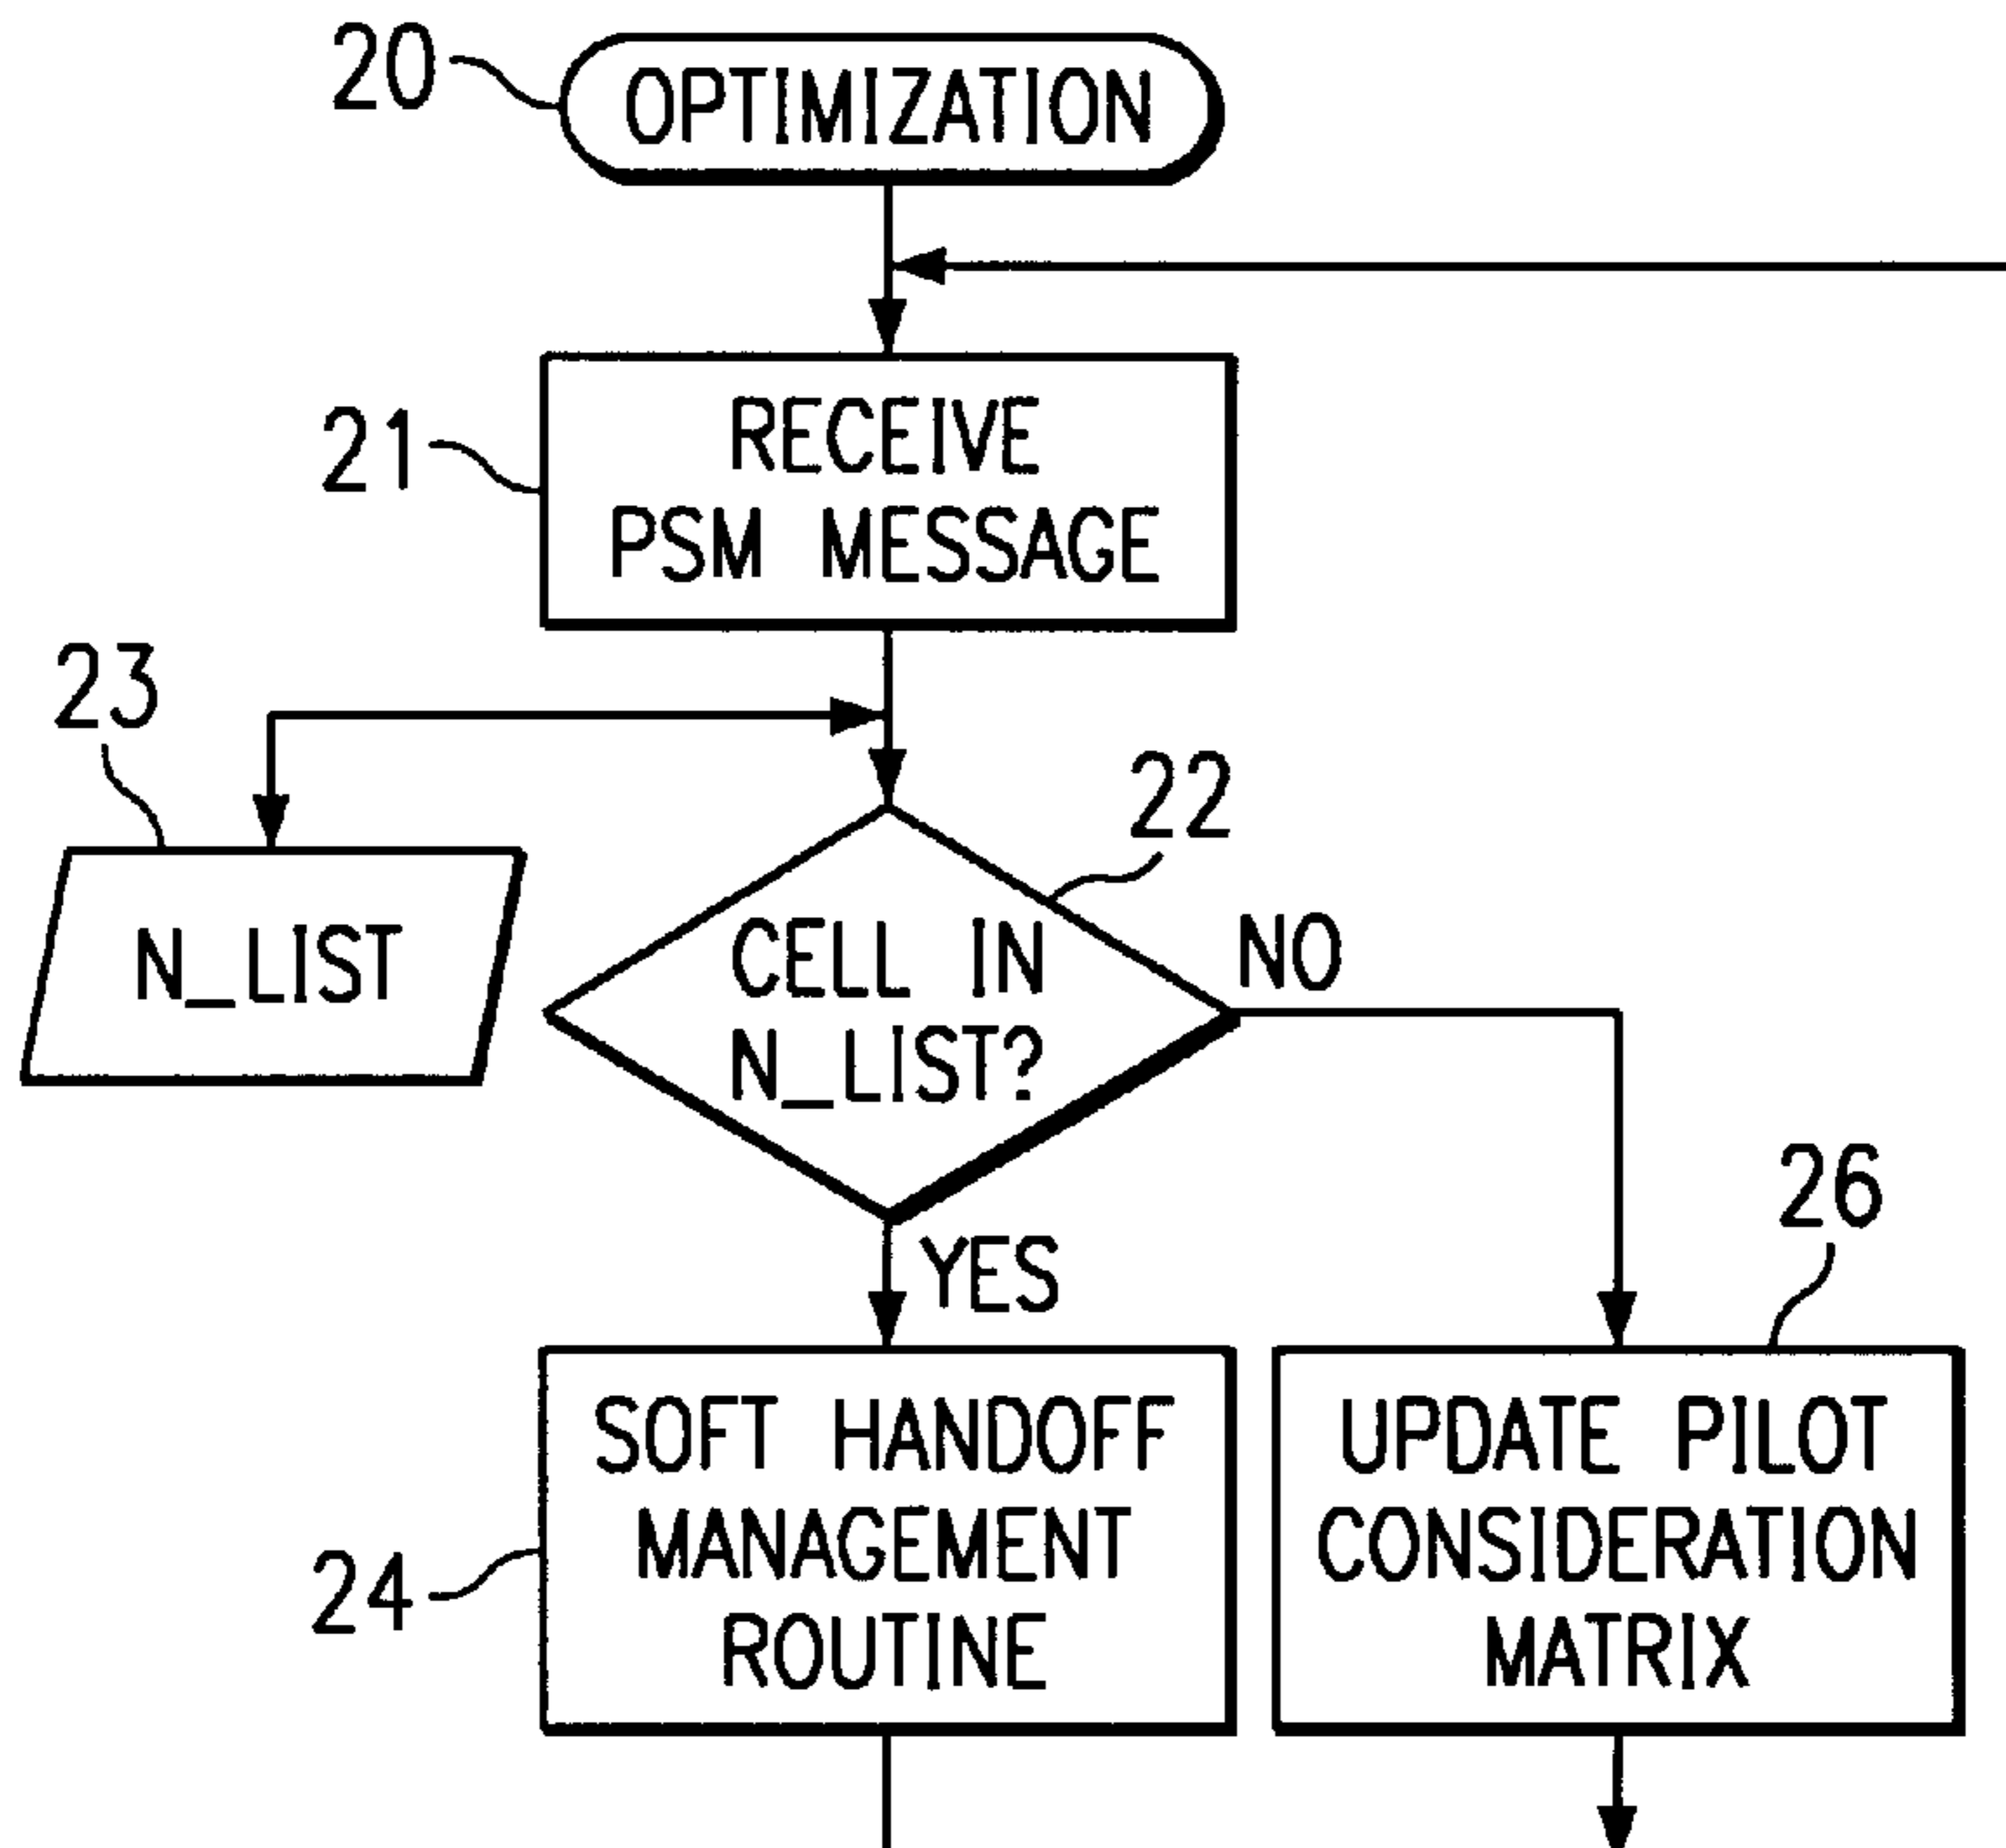 20
OPTIMIZATION
21
RECEIVE
PSM MESSAGE
23
N_LIST
22
CELL IN
N_LIST?
NO
YES
26
24
SOFT HANDOFF
MANAGEMENT
ROUTINE
UPDATE PILOT
CONSIDERATION
MATRIX